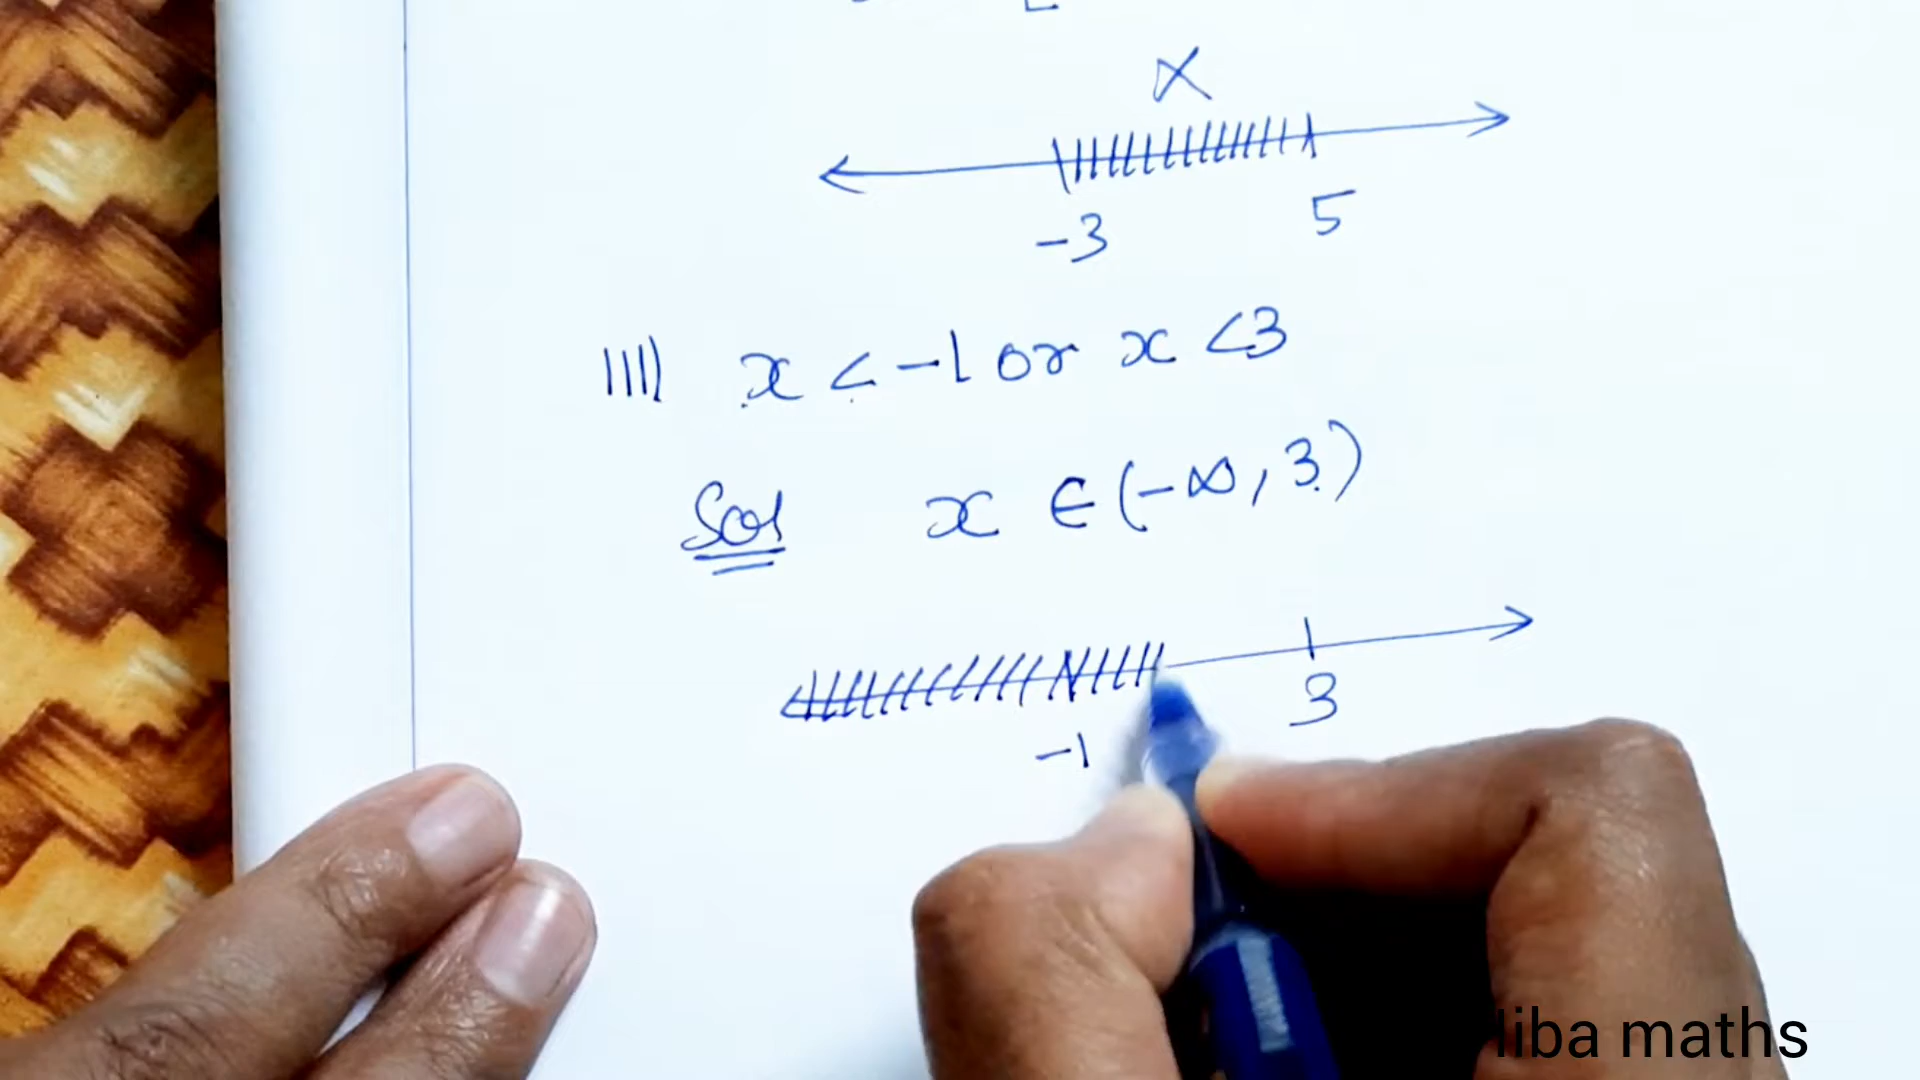 x
-3 5
III) x < -1 or x < 3
Sol x ∈ (-∞, 3)
-1 3
liba maths